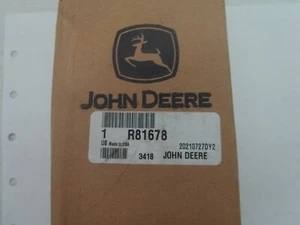 JOHN DEERE
1 R81678
US Made In USA 20210727DY2
3418 JOHN DEERE